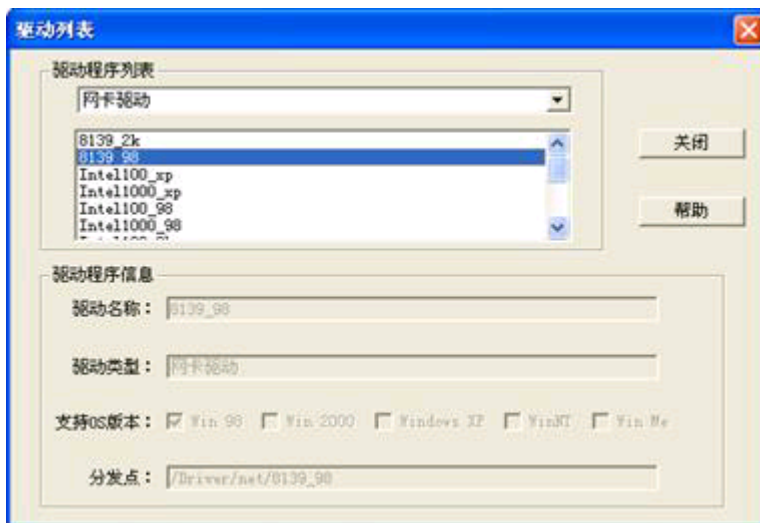 驱动列表
驱动程序列表
网卡驱动
8139_2k
8139_98
Intel100_xp
Intel1000_xp
Intel100_98
Intel1000_98
关闭
帮助
驱动程序信息
驱动名称： 8139_98
驱动类型： 网卡驱动
支持OS版本： Win 98 Win 2000 Windows XP WinNT Win Me
分发点： /Driver/net/8139_98